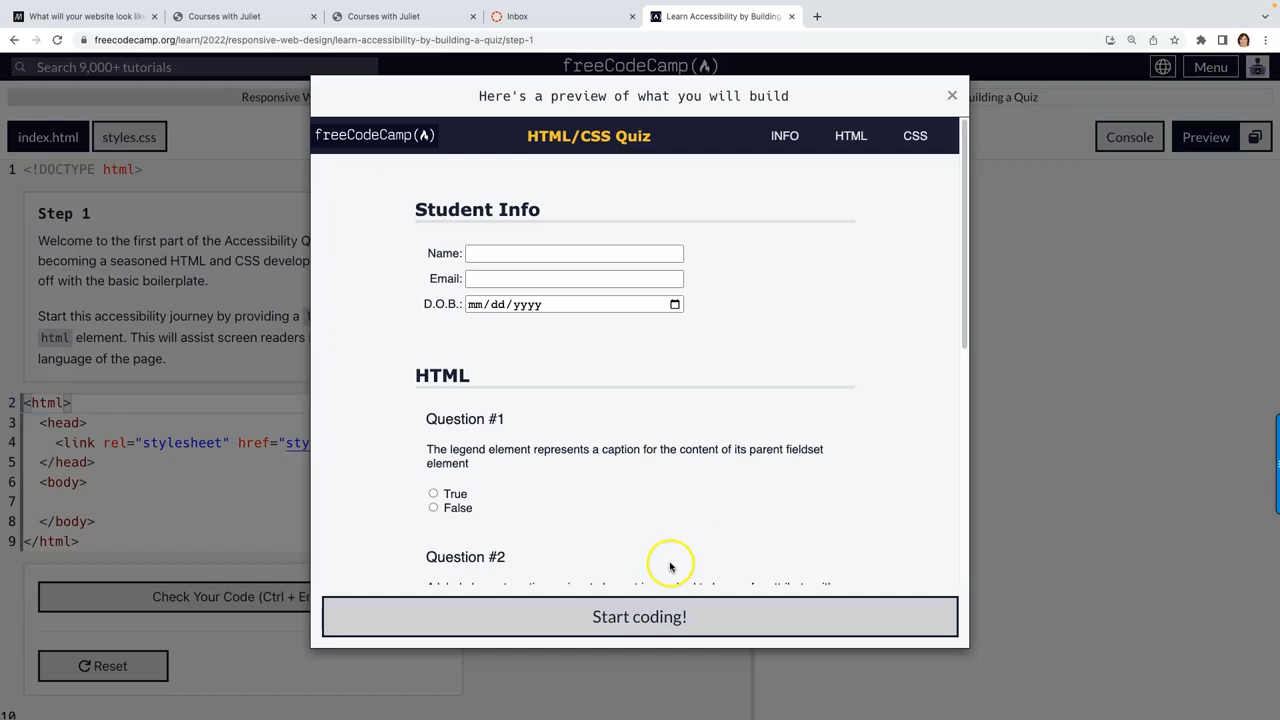 What will your website look like
Courses with Juliet
Courses with Juliet
Inbox
Learn Accessibility by Building
freecodecamp.org/learn/2022/responsive-web-design/learn-accessibility-by-building-a-quiz/step-1
Search 9,000+ tutorials
freeCodeCamp
Menu
Responsive W
uilding a Quiz
Here's a preview of what you will build
index.html
styles.css
Console
Preview
freeCodeCamp
HTML/CSS Quiz
INFO
HTML
CSS
1 <!DOCTYPE html>
Step 1
Welcome to the first part of the Accessibility Q
becoming a seasoned HTML and CSS develop
off with the basic boilerplate.
Start this accessibility journey by providing a
html element. This will assist screen readers
language of the page.
2 <html>
3 <head>
4 <link rel="stylesheet" href="sty
5 </head>
6 <body>
7
8 </body>
9 </html>
Check Your Code (Ctrl + En
Reset
10
Student Info
Name:
Email:
D.O.B.: mm/dd/yyyy
HTML
Question #1
The legend element represents a caption for the content of its parent fieldset
element
True
False
Question #2
Start coding!